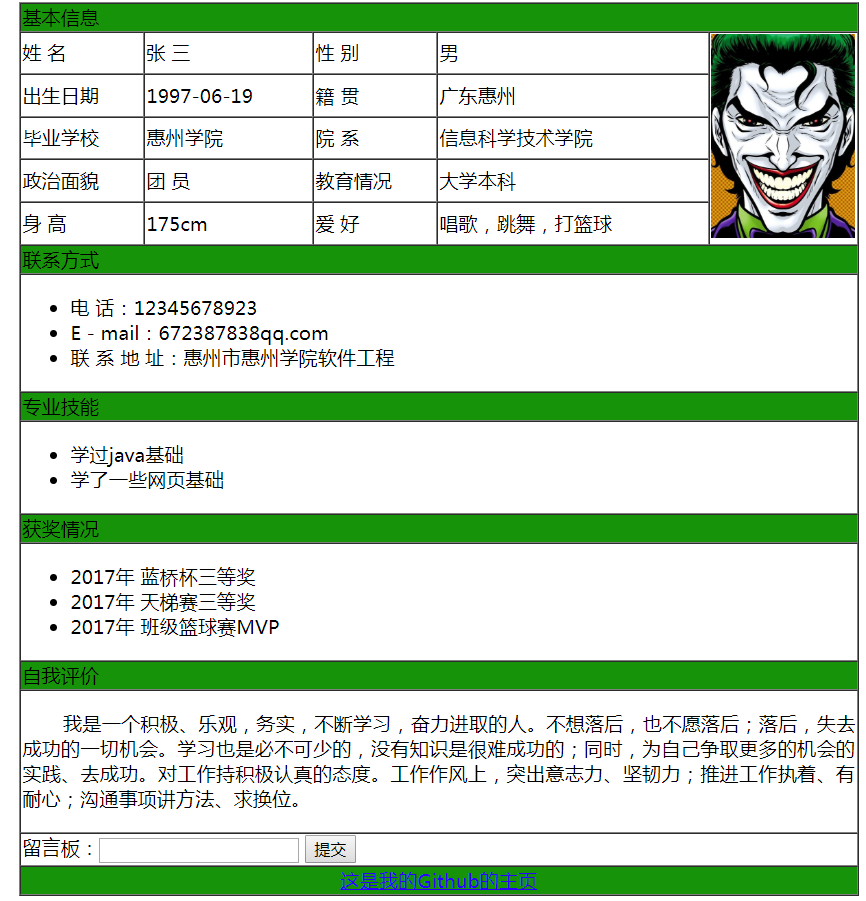 基本信息
姓 名 张 三 性 别 男
出生日期 1997-06-19 籍 贯 广东惠州
毕业学校 惠州学院 院 系 信息科学技术学院
政治面貌 团 员 教育情况 大学本科
身 高 175cm 爱 好 唱歌，跳舞，打篮球
联系方式
• 电 话：12345678923
• E - mail：672387838qq.com
• 联 系 地 址：惠州市惠州学院软件工程
专业技能
• 学过java基础
• 学了一些网页基础
获奖情况
• 2017年 蓝桥杯三等奖
• 2017年 天梯赛三等奖
• 2017年 班级篮球赛MVP
自我评价
我是一个积极、乐观，务实，不断学习，奋力进取的人。不想落后，也不愿落后；落后，失去
成功的一切机会。学习也是必不可少的，没有知识是很难成功的；同时，为自己争取更多的机会的
实践、去成功。对工作持积极认真的态度。工作作风上，突出意志力、坚韧力；推进工作执着、有
耐心；沟通事项讲方法、求换位。
留言板： 提交
这是我的Github的主页